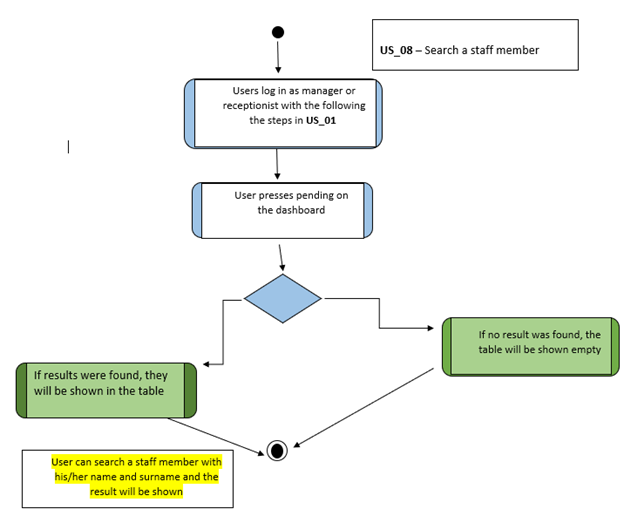 US_08 – Search a staff member
Users log in as manager or
receptionist with the following
the steps in US_01
User presses pending on
the dashboard
If no result was found, the
table will be shown empty
If results were found, they
will be shown in the table
User can search a staff member with
his/her name and surname and the
result will be shown